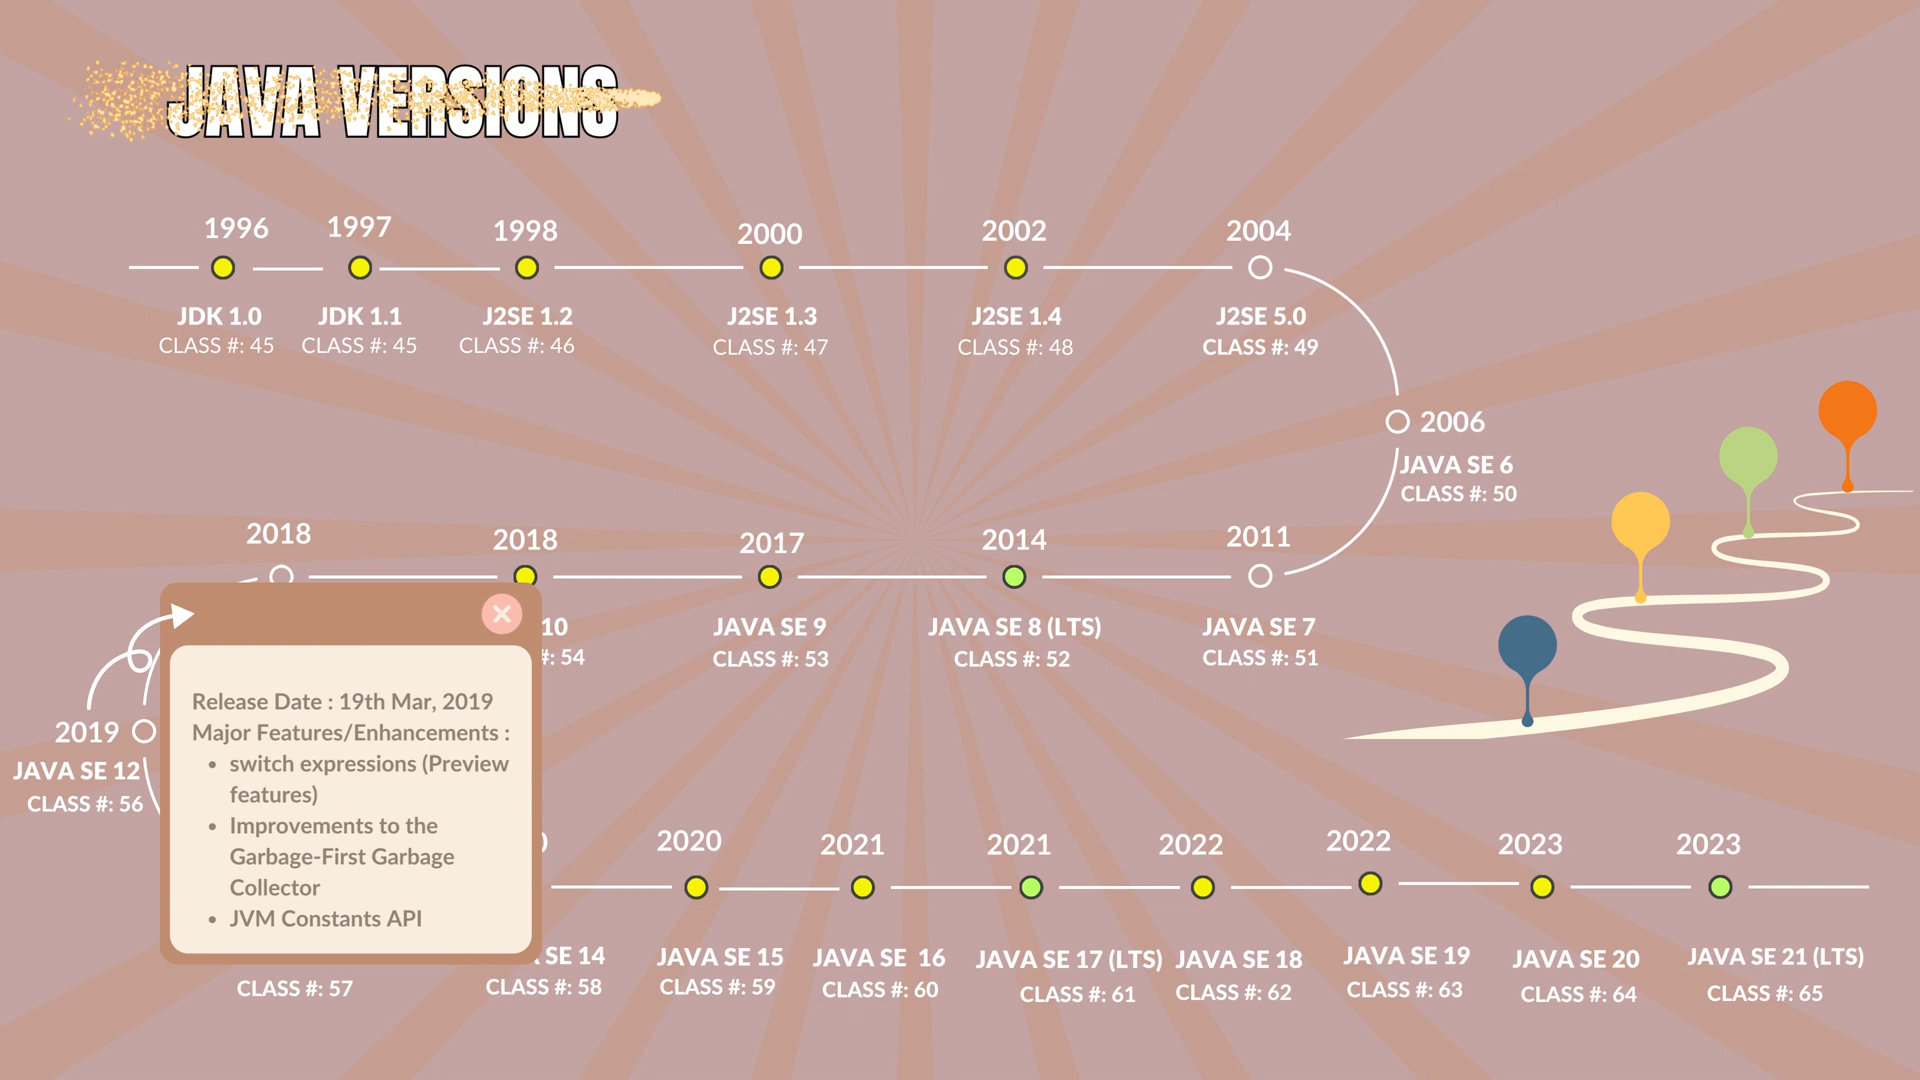 JAVA VERSIONS
1996
1997
1998
2000
2002
2004
JDK 1.0
JDK 1.1
J2SE 1.2
J2SE 1.3
J2SE 1.4
J2SE 5.0
CLASS #: 45
CLASS #: 45
CLASS #: 46
CLASS #: 47
CLASS #: 48
CLASS #: 49
2006
JAVA SE 6
CLASS #: 50
2018
2018
2017
2014
2011
10
JAVA SE 9
JAVA SE 8 (LTS)
JAVA SE 7
#: 54
CLASS #: 53
CLASS #: 52
CLASS #: 51
2019
JAVA SE 12
CLASS #: 56
Release Date : 19th Mar, 2019
Major Features/Enhancements :
• switch expressions (Preview
features)
• Improvements to the
Garbage-First Garbage
Collector
• JVM Constants API
2020
2021
2021
2022
2022
2023
2023
SE 14
JAVA SE 15
JAVA SE 16
JAVA SE 17 (LTS)
JAVA SE 18
JAVA SE 19
JAVA SE 20
JAVA SE 21 (LTS)
CLASS #: 57
CLASS #: 58
CLASS #: 59
CLASS #: 60
CLASS #: 61
CLASS #: 62
CLASS #: 63
CLASS #: 64
CLASS #: 65